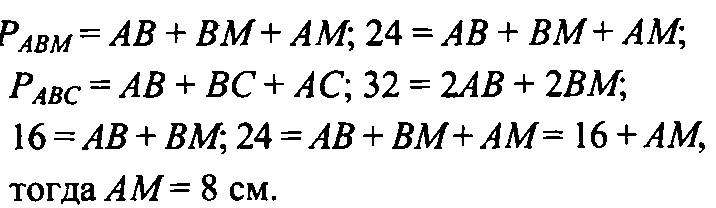 P_ABM = AB + BM + AM; 24 = AB + BM + AM;
P_ABC = AB + BC + AC; 32 = 2AB + 2BM;
16 = AB + BM; 24 = AB + BM + AM = 16 + AM,
тогда AM = 8 см.